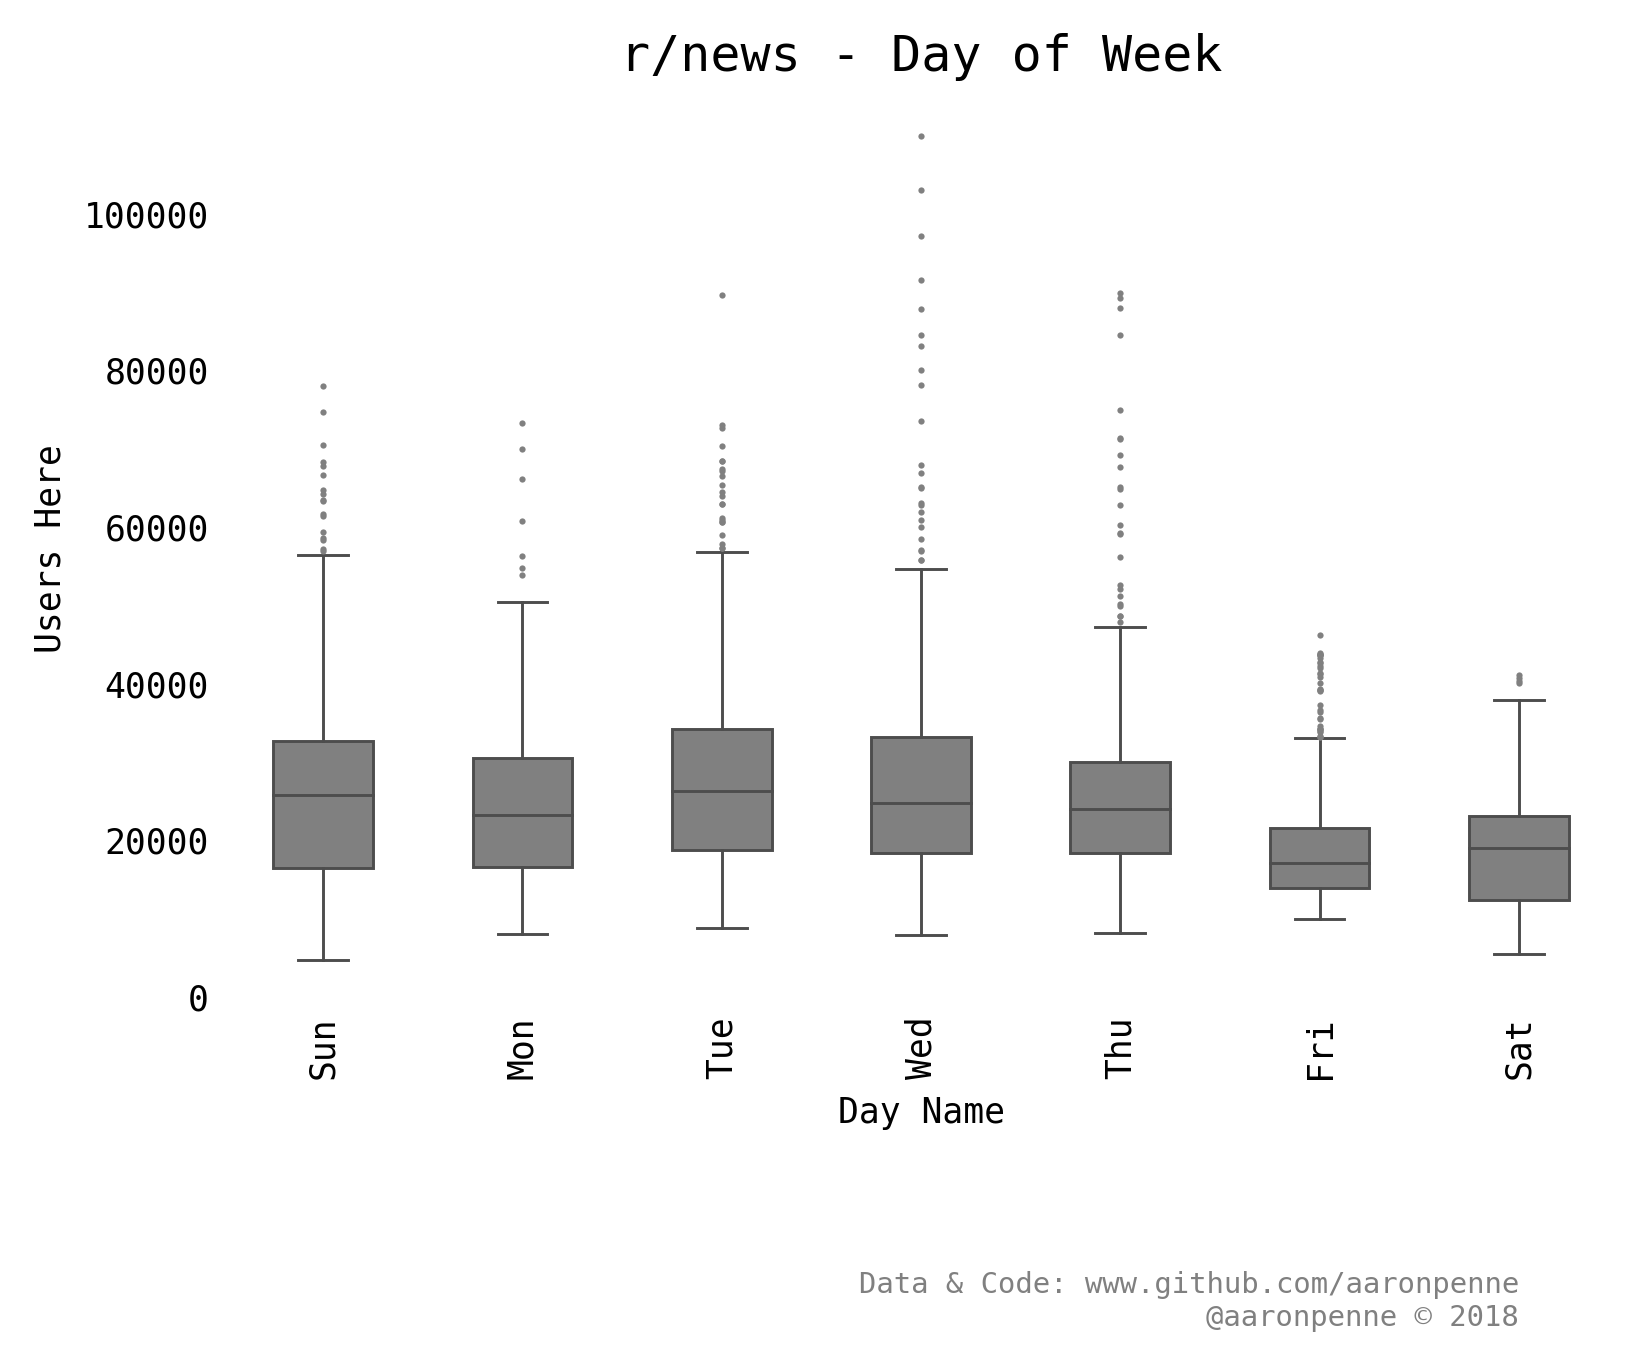 r/news - Day of Week
100000
80000
60000
40000
20000
0
Users Here
Sun
Mon
Tue
Wed
Thu
Fri
Sat
Day Name
Data & Code: www.github.com/aaronpenne
@aaronpenne © 2018